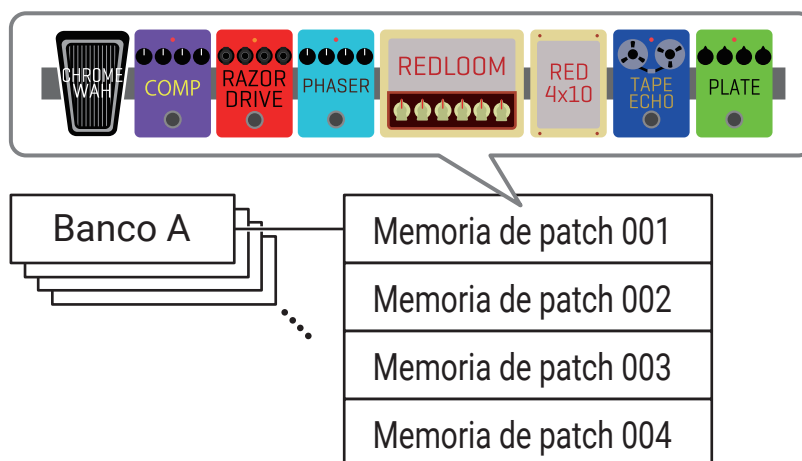 CHROME
WAH
COMP
RAZOR
DRIVE
PHASER
REDLOOM
RED
4x10
TAPE
ECHO
PLATE
Banco A
Memoria de patch 001
Memoria de patch 002
Memoria de patch 003
Memoria de patch 004